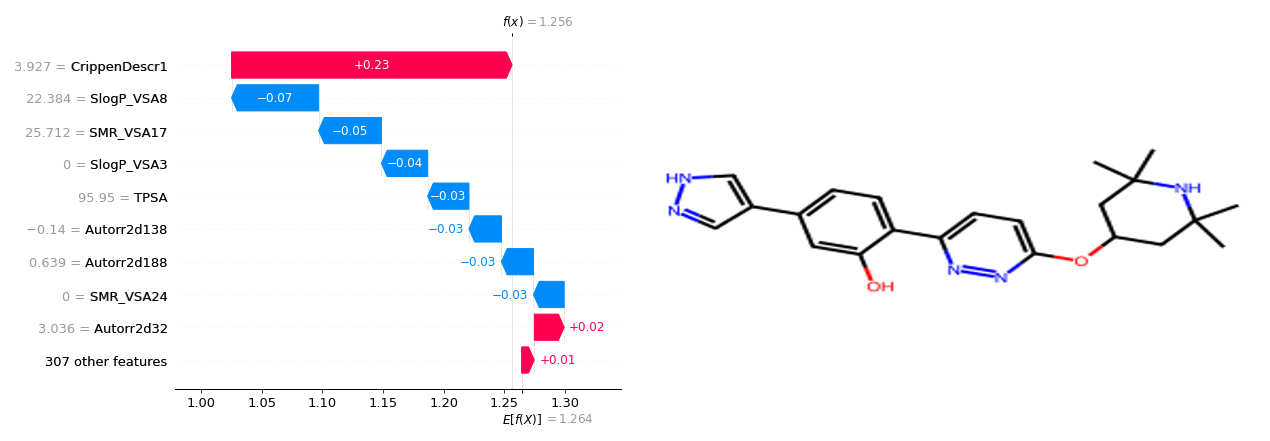 f(x) = 1.256
3.927 = CrippenDescr1
+0.23
22.384 = SlogP_VSA8
−0.07
25.712 = SMR_VSA17
−0.05
0 = SlogP_VSA3
−0.04
95.95 = TPSA
−0.03
−0.14 = Autorr2d138
−0.03
0.639 = Autorr2d188
−0.03
0 = SMR_VSA24
−0.03
3.036 = Autorr2d32
+0.02
307 other features
+0.01
1.00 1.05 1.10 1.15 1.20 1.25 1.30
E[f(X)] = 1.264
HN
N
OH
N
N
O
NH